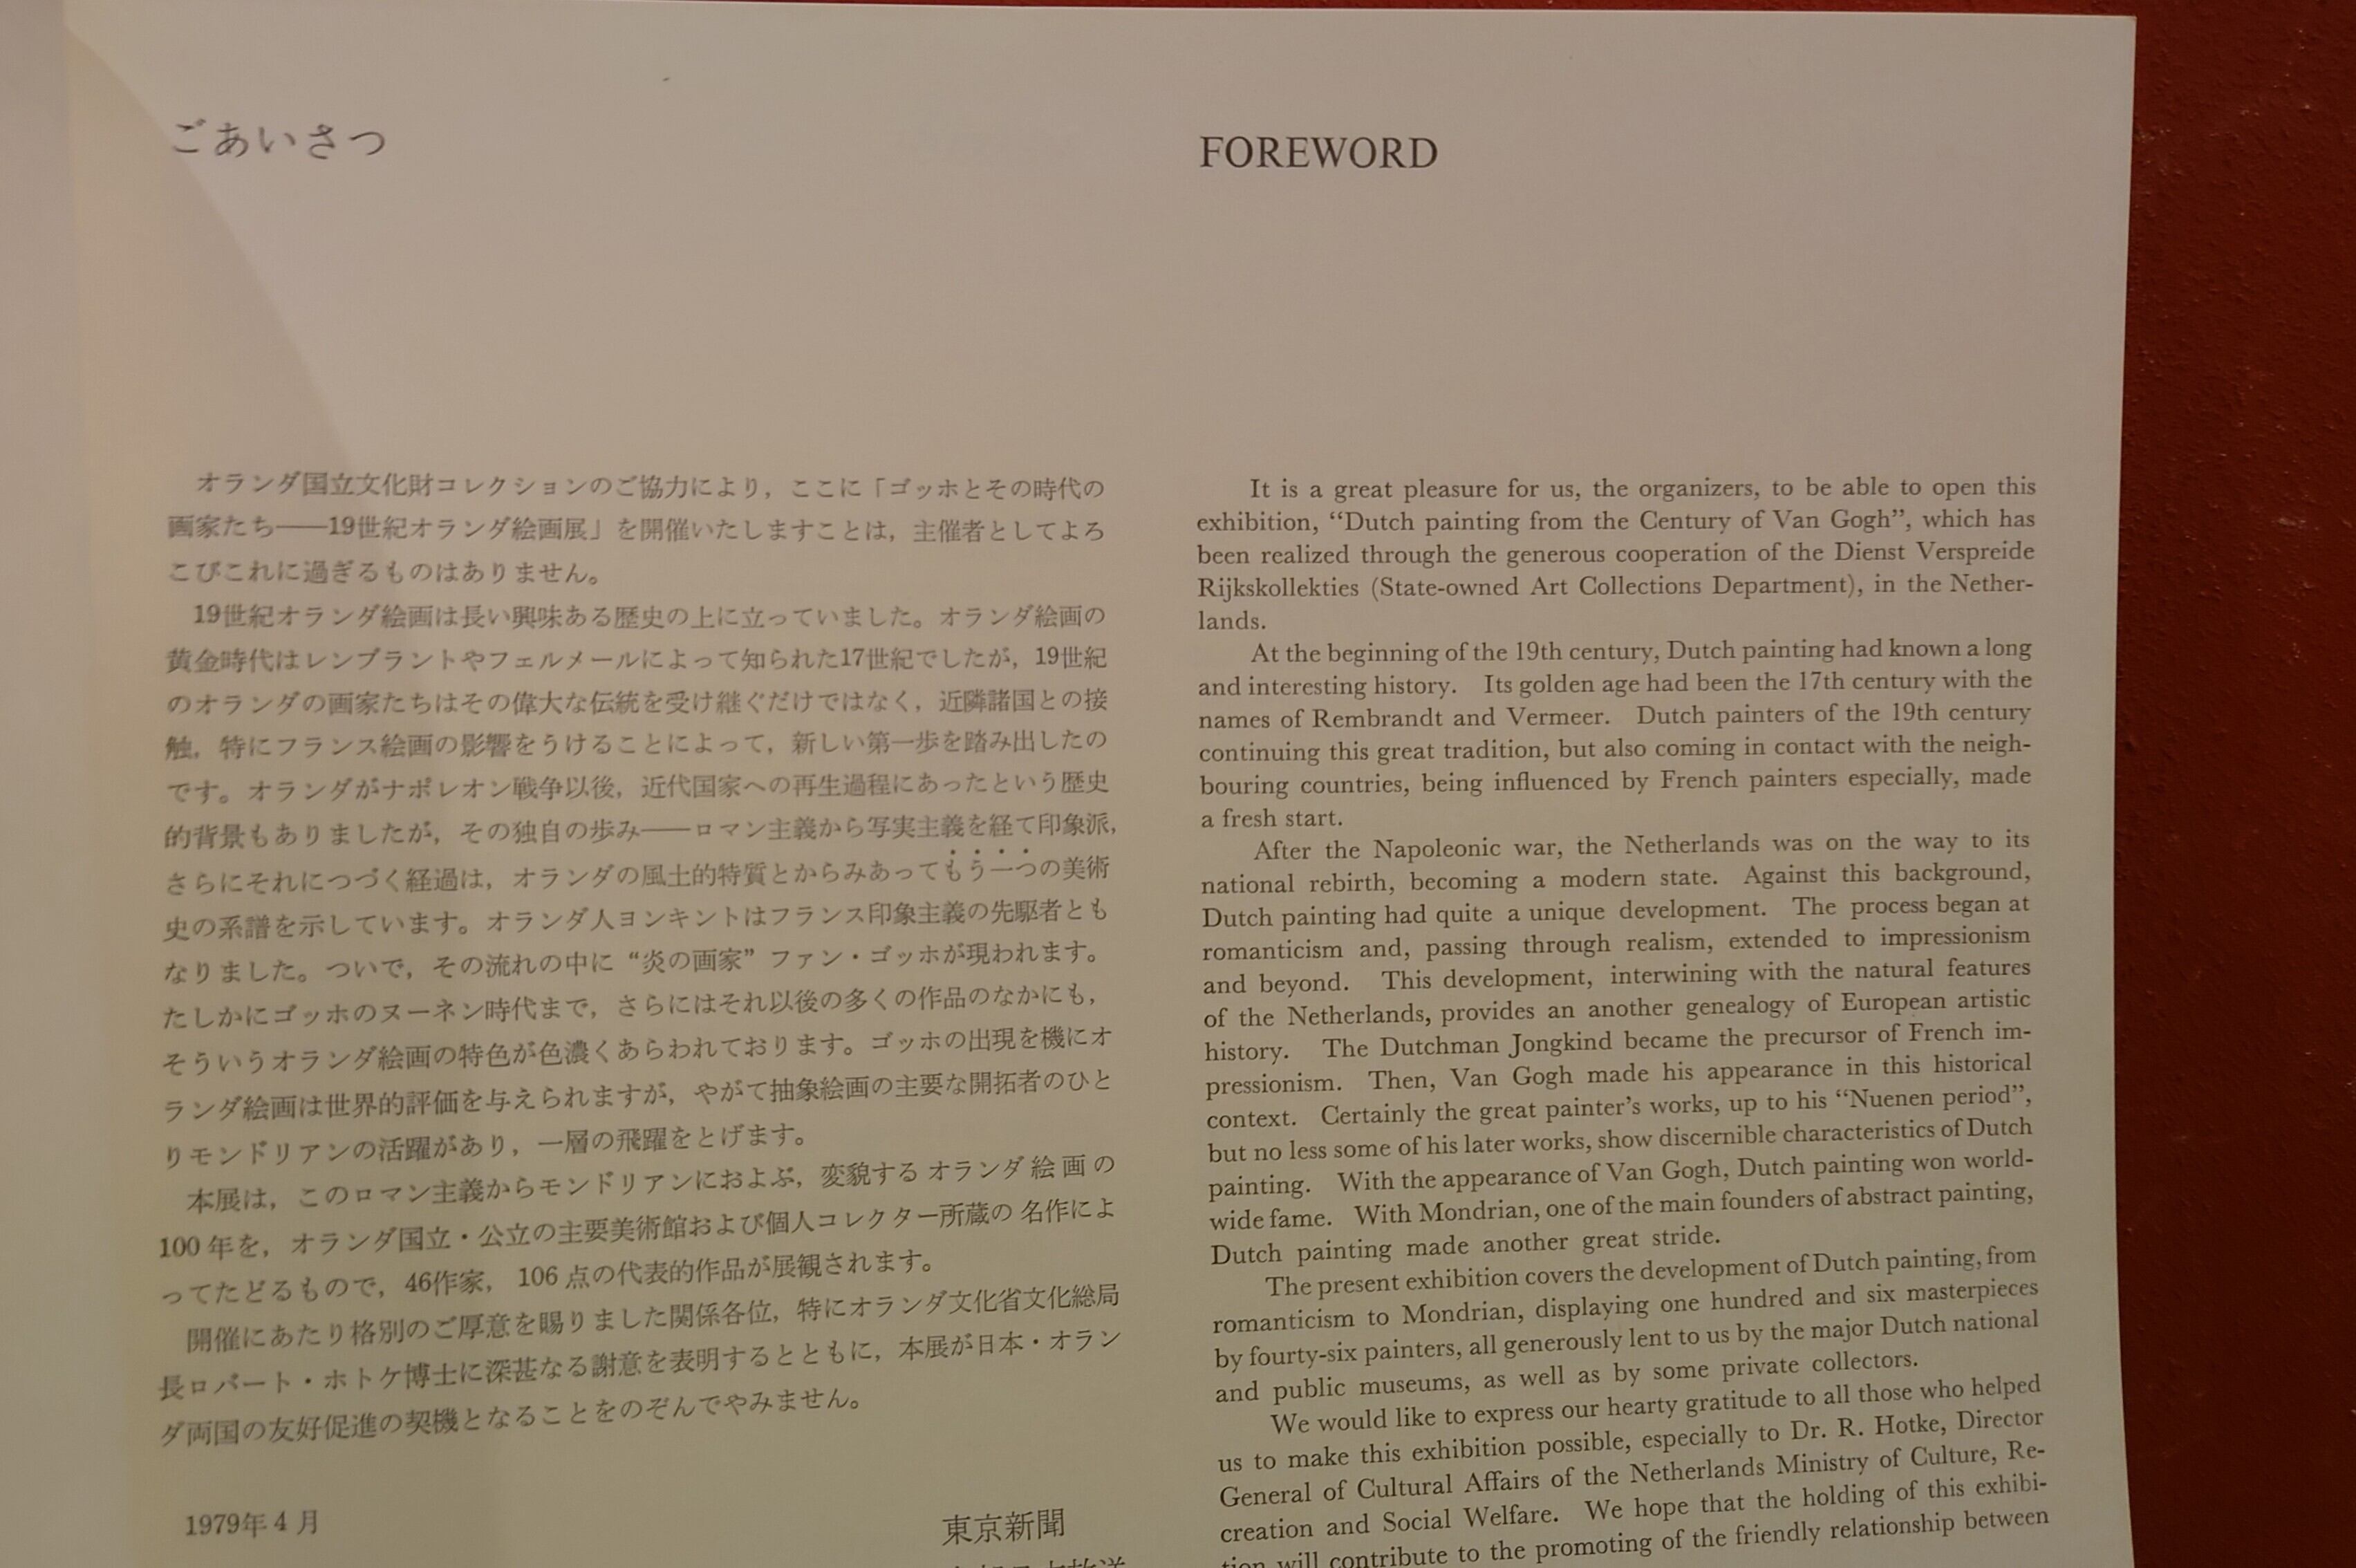 ごあいさつ
オランダ国立文化財コレクションのご協力により，ここに「ゴッホとその時代の
画家たち――19世紀オランダ絵画展」を開催いたしますことは，主催者としてよろ
こびこれに過ぎるものはありません。
19世紀オランダ絵画は長い興味ある歴史の上に立っていました。オランダ絵画の
黄金時代はレンブラントやフェルメールによって知られた17世紀でしたが，19世紀
のオランダの画家たちはその偉大な伝統を受け継ぐだけではなく，近隣諸国との接
触，特にフランス絵画の影響をうけることによって，新しい第一歩を踏み出したの
です。オランダがナポレオン戦争以後，近代国家への再生過程にあったという歴史
的背景もありましたが，その独自の歩み――ロマン主義から写実主義を経て印象派，
さらにそれにつづく経過は，オランダの風土的特質とからみあってもう一つの美術
史の系譜を示しています。オランダ人ヨンキントはフランス印象主義の先駆者とも
なりました。ついで，その流れの中に“炎の画家”ファン・ゴッホが現われます。
たしかにゴッホのヌーネン時代まで，さらにはそれ以後の多くの作品のなかにも，
そういうオランダ絵画の特色が色濃くあらわれております。ゴッホの出現を機にオ
ランダ絵画は世界的評価を与えられますが，やがて抽象絵画の主要な開拓者のひと
りモンドリアンの活躍があり，一層の飛躍をとげます。
本展は，このロマン主義からモンドリアンにおよぶ，変貌するオランダ絵画の
100年を，オランダ国立・公立の主要美術館および個人コレクター所蔵の名作によ
ってたどるもので，46作家，106点の代表的作品が展観されます。
開催にあたり格別のご厚意を賜りました関係各位，特にオランダ文化省文化総局
長ロバート・ホトケ博士に深甚なる謝意を表明するとともに，本展が日本・オラン
ダ両国の友好促進の契機となることをのぞんでやみません。
1979年4月
東京新聞
FOREWORD
It is a great pleasure for us, the organizers, to be able to open this
exhibition, “Dutch painting from the Century of Van Gogh”, which has
been realized through the generous cooperation of the Dienst Verspreide
Rijkskollekties (State-owned Art Collections Department), in the Nether-
lands.
At the beginning of the 19th century, Dutch painting had known a long
and interesting history. Its golden age had been the 17th century with the
names of Rembrandt and Vermeer. Dutch painters of the 19th century
continuing this great tradition, but also coming in contact with the neigh-
bouring countries, being influenced by French painters especially, made
a fresh start.
After the Napoleonic war, the Netherlands was on the way to its
national rebirth, becoming a modern state. Against this background,
Dutch painting had quite a unique development. The process began at
romanticism and, passing through realism, extended to impressionism
and beyond. This development, interwining with the natural features
of the Netherlands, provides an another genealogy of European artistic
history. The Dutchman Jongkind became the precursor of French im-
pressionism. Then, Van Gogh made his appearance in this historical
context. Certainly the great painter’s works, up to his “Nuenen period”,
but no less some of his later works, show discernible characteristics of Dutch
painting. With the appearance of Van Gogh, Dutch painting won world-
wide fame. With Mondrian, one of the main founders of abstract painting,
Dutch painting made another great stride.
The present exhibition covers the development of Dutch painting, from
romanticism to Mondrian, displaying one hundred and six masterpieces
by fourty-six painters, all generously lent to us by the major Dutch national
and public museums, as well as by some private collectors.
We would like to express our hearty gratitude to all those who helped
us to make this exhibition possible, especially to Dr. R. Hotke, Director
General of Cultural Affairs of the Netherlands Ministry of Culture, Re-
creation and Social Welfare. We hope that the holding of this exhibi-
tion will contribute to the promoting of the friendly relationship between